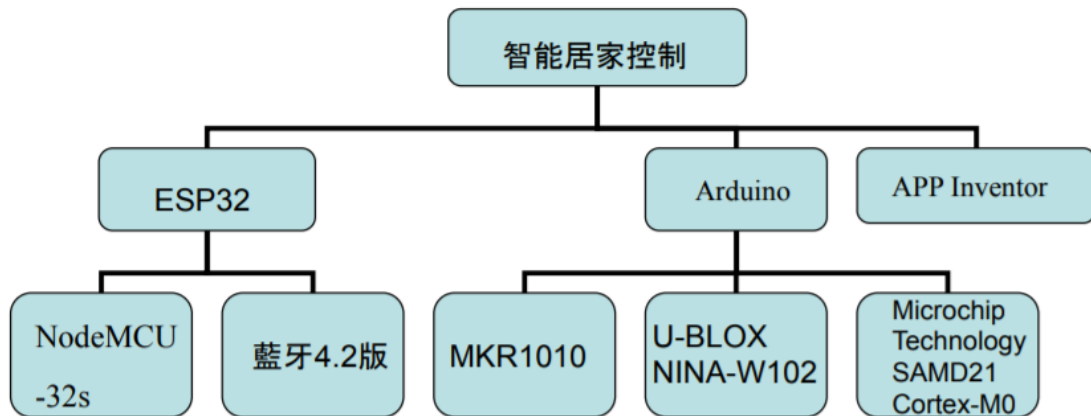 智能居家控制
ESP32
Arduino
APP Inventor
NodeMCU
-32s
藍牙4.2版
MKR1010
U-BLOX
NINA-W102
Microchip
Technology
SAMD21
Cortex-M0